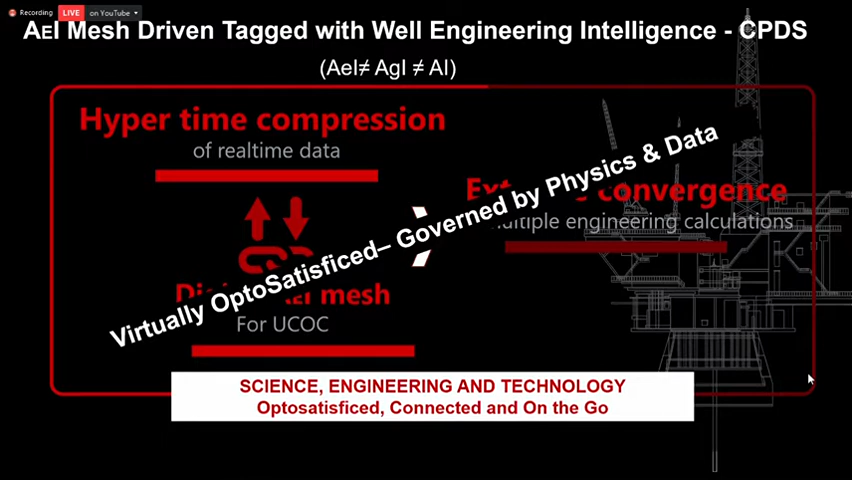 Recording LIVE on YouTube
AEI Mesh Driven Tagged with Well Engineering Intelligence - CPDS
(AeI≠ AgI ≠ AI)
Hyper time compression
of realtime data
Virtually OptoSatisficed– Governed by Physics & Data
convergence
multiple engineering calculations
mesh
For UCOC
SCIENCE, ENGINEERING AND TECHNOLOGY
Optosatisficed, Connected and On the Go